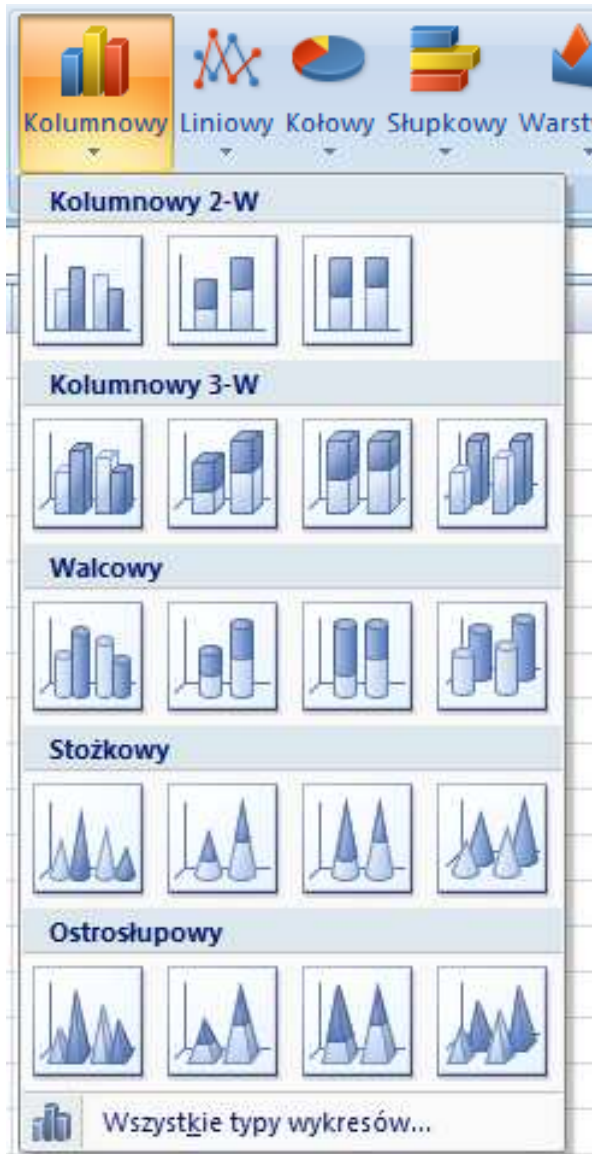 Kolumnowy Liniowy Kołowy Słupkowy Warst
Kolumnowy 2-W
Kolumnowy 3-W
Walcowy
Stożkowy
Ostrosłupowy
Wszystkie typy wykresów...